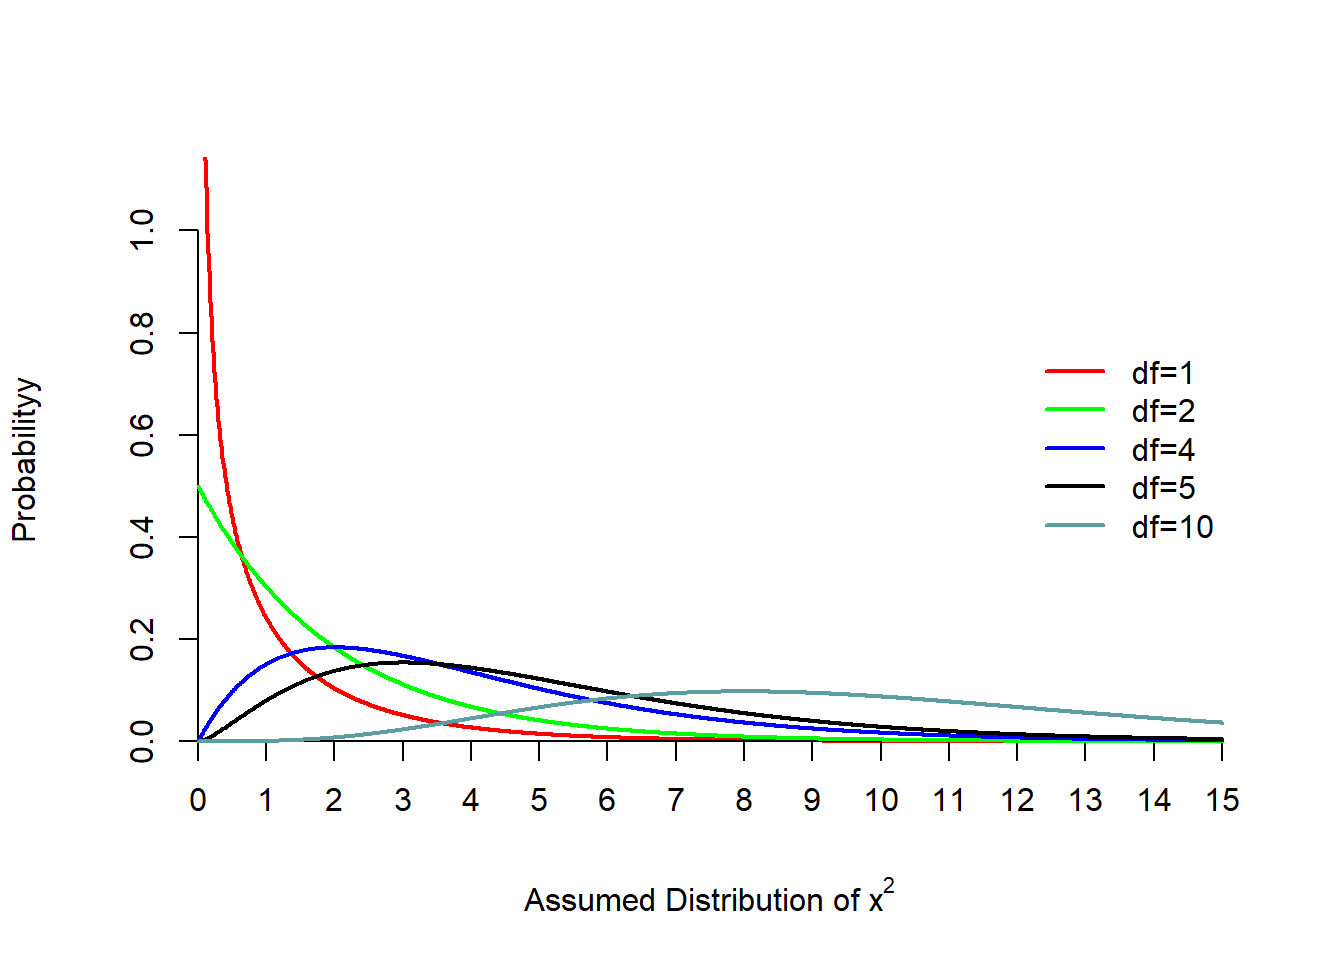 1.0
0.8
0.6
0.4
0.2
0.0
Probabilityy
df=1
df=2
df=4
df=5
df=10
0 1 2 3 4 5 6 7 8 9 10 11 12 13 14 15
Assumed Distribution of x²